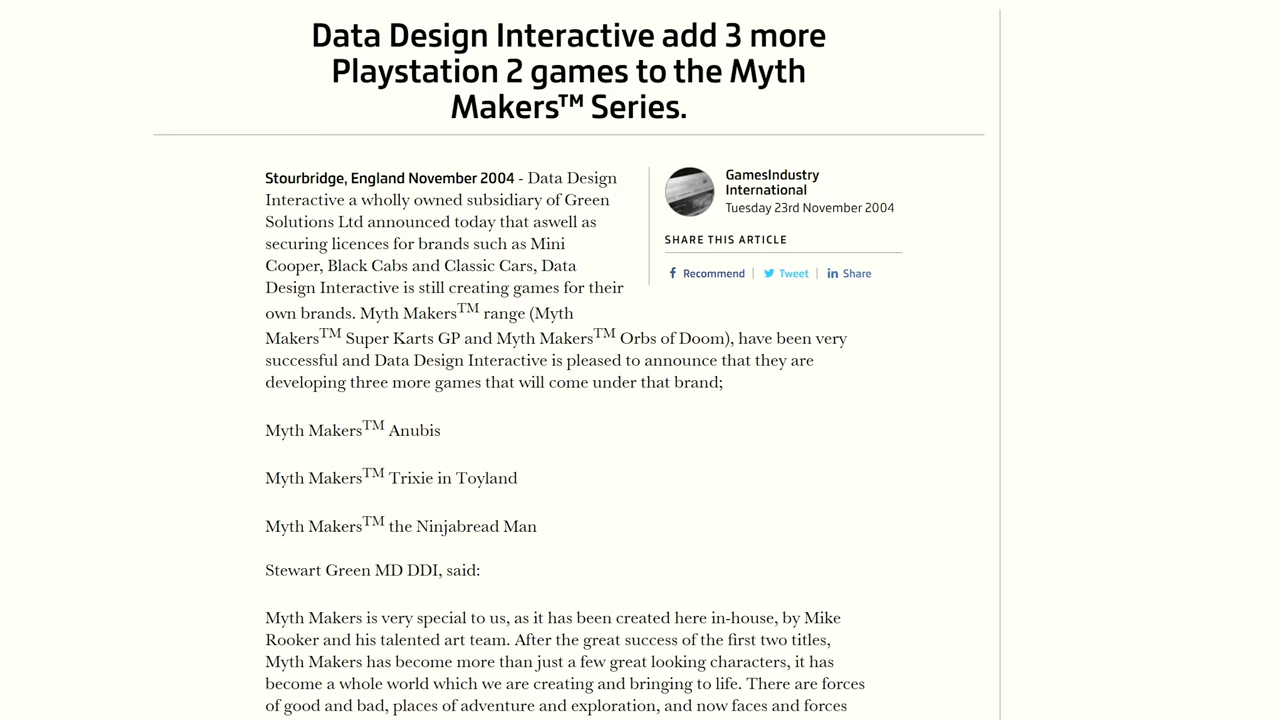 Data Design Interactive add 3 more
Playstation 2 games to the Myth
Makers™ Series.
Stourbridge, England November 2004 - Data Design
Interactive a wholly owned subsidiary of Green
Solutions Ltd announced today that aswell as
securing licences for brands such as Mini
Cooper, Black Cabs and Classic Cars, Data
Design Interactive is still creating games for their
own brands. Myth Makers™ range (Myth
Makers™ Super Karts GP and Myth Makers™ Orbs of Doom), have been very
successful and Data Design Interactive is pleased to announce that they are
developing three more games that will come under that brand;
GamesIndustry
International
Tuesday 23rd November 2004
SHARE THIS ARTICLE
Recommend Tweet Share
Myth Makers™ Anubis
Myth Makers™ Trixie in Toyland
Myth Makers™ the Ninjabread Man
Stewart Green MD DDI, said:
Myth Makers is very special to us, as it has been created here in-house, by Mike
Rooker and his talented art team. After the great success of the first two titles,
Myth Makers has become more than just a few great looking characters, it has
become a whole world which we are creating and bringing to life. There are forces
of good and bad, places of adventure and exploration, and now faces and forces